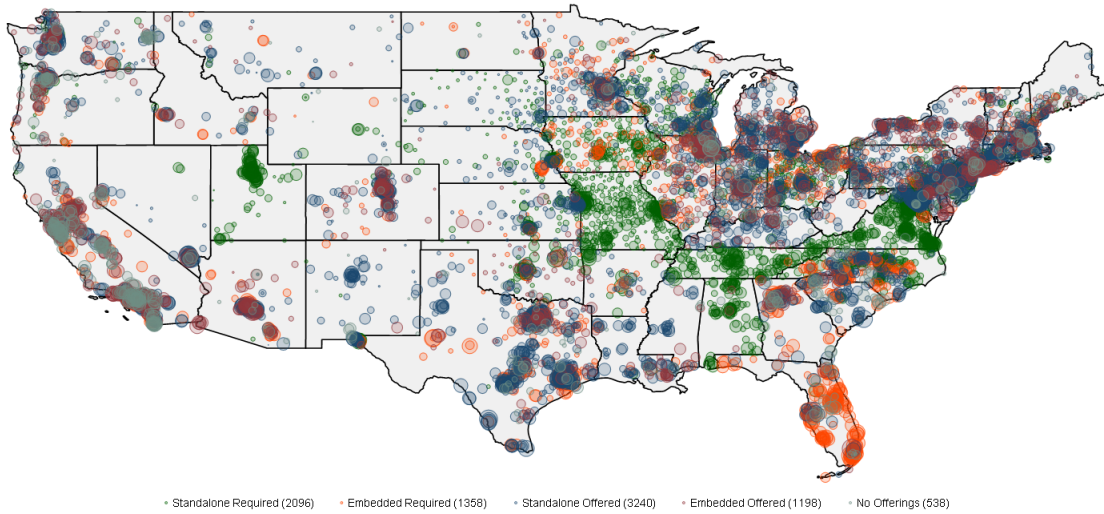 Standalone Required (2096) Embedded Required (1358) Standalone Offered (3240) Embedded Offered (1198) No Offerings (538)